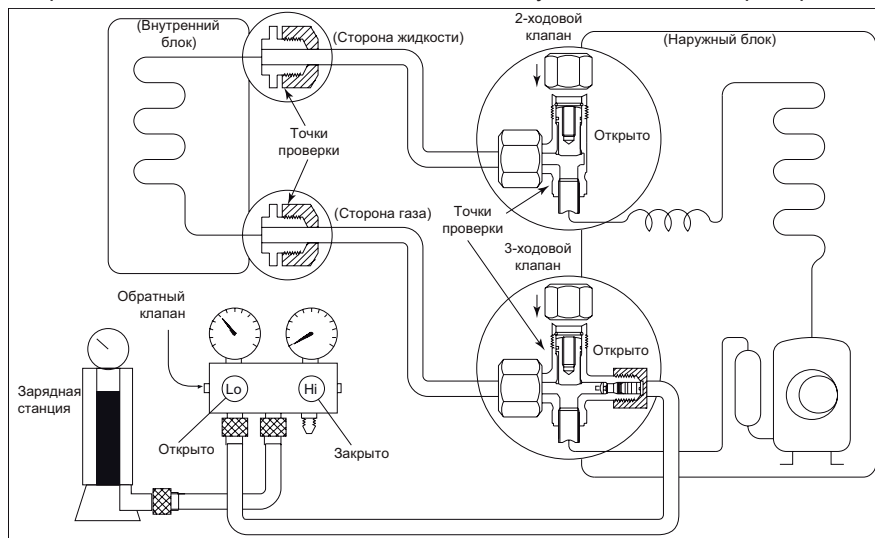 (Внутренний
блок)
(Сторона жидкости)
2-ходовой
клапан
(Наружный блок)
Открыто
Точки
проверки
(Сторона газа)
Точки
проверки
3-ходовой
клапан
Обратный
клапан
Открыто
Зарядная
станция
Lo
Hi
Открыто
Закрыто